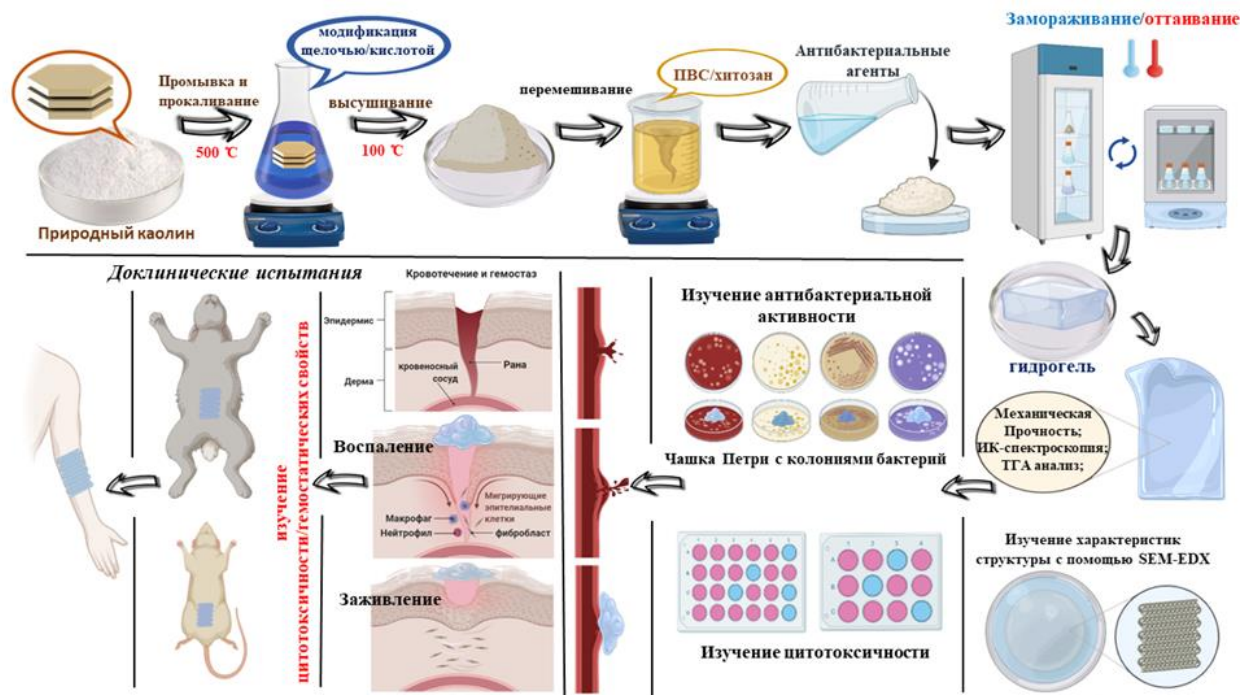 Природный каолин
Промывка и
прокаливание
500 ℃
модификация
щелочью/кислотой
высушивание
100 ℃
перемешивание
ПВС/хитозан
Антибактериальные
агенты
Замораживание/оттаивание
гидрогель
Механическая
Прочность;
ИК-спектроскопия;
ТГА анализ;
Изучение характеристик
структуры с помощью SEM-EDX
Изучение антибактериальной
активности
Чашка Петри с колониями бактерий
Изучение цитотоксичности
Кровотечение и гемостаз
Эпидермис
Дерма
кровеносный
сосуд
Рана
Воспаление
Макрофаг
Нейтрофил
Мигрирующие
эпителиальные
клетки
фибробласт
Заживление
изучение
цитотоксичности/гемостатических свойств
Доклинические испытания